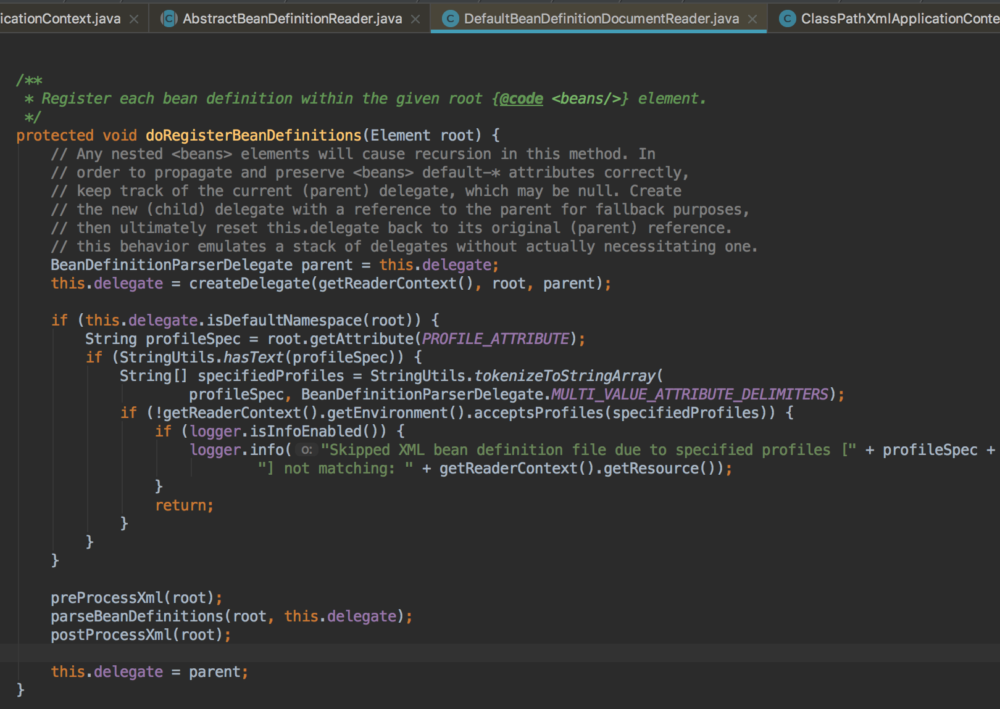 icationContext.java
AbstractBeanDefinitionReader.java
DefaultBeanDefinitionDocumentReader.java
ClassPathXmlApplicationConte
/**
 * Register each bean definition within the given root {@code <beans/>} element.
 */
protected void doRegisterBeanDefinitions(Element root) {
    // Any nested <beans> elements will cause recursion in this method. In
    // order to propagate and preserve <beans> default-* attributes correctly,
    // keep track of the current (parent) delegate, which may be null. Create
    // the new (child) delegate with a reference to the parent for fallback purposes,
    // then ultimately reset this.delegate back to its original (parent) reference.
    // this behavior emulates a stack of delegates without actually necessitating one.
    BeanDefinitionParserDelegate parent = this.delegate;
    this.delegate = createDelegate(getReaderContext(), root, parent);
    if (this.delegate.isDefaultNamespace(root)) {
        String profileSpec = root.getAttribute(PROFILE_ATTRIBUTE);
        if (StringUtils.hasText(profileSpec)) {
            String[] specifiedProfiles = StringUtils.tokenizeToStringArray(
                    profileSpec, BeanDefinitionParserDelegate.MULTI_VALUE_ATTRIBUTE_DELIMITERS);
            if (!getReaderContext().getEnvironment().acceptsProfiles(specifiedProfiles)) {
                if (logger.isInfoEnabled()) {
                    logger.info( o: "Skipped XML bean definition file due to specified profiles [" + profileSpec +
                            "] not matching: " + getReaderContext().getResource());
                }
                return;
            }
        }
    }
    preProcessXml(root);
    parseBeanDefinitions(root, this.delegate);
    postProcessXml(root);
    this.delegate = parent;
}